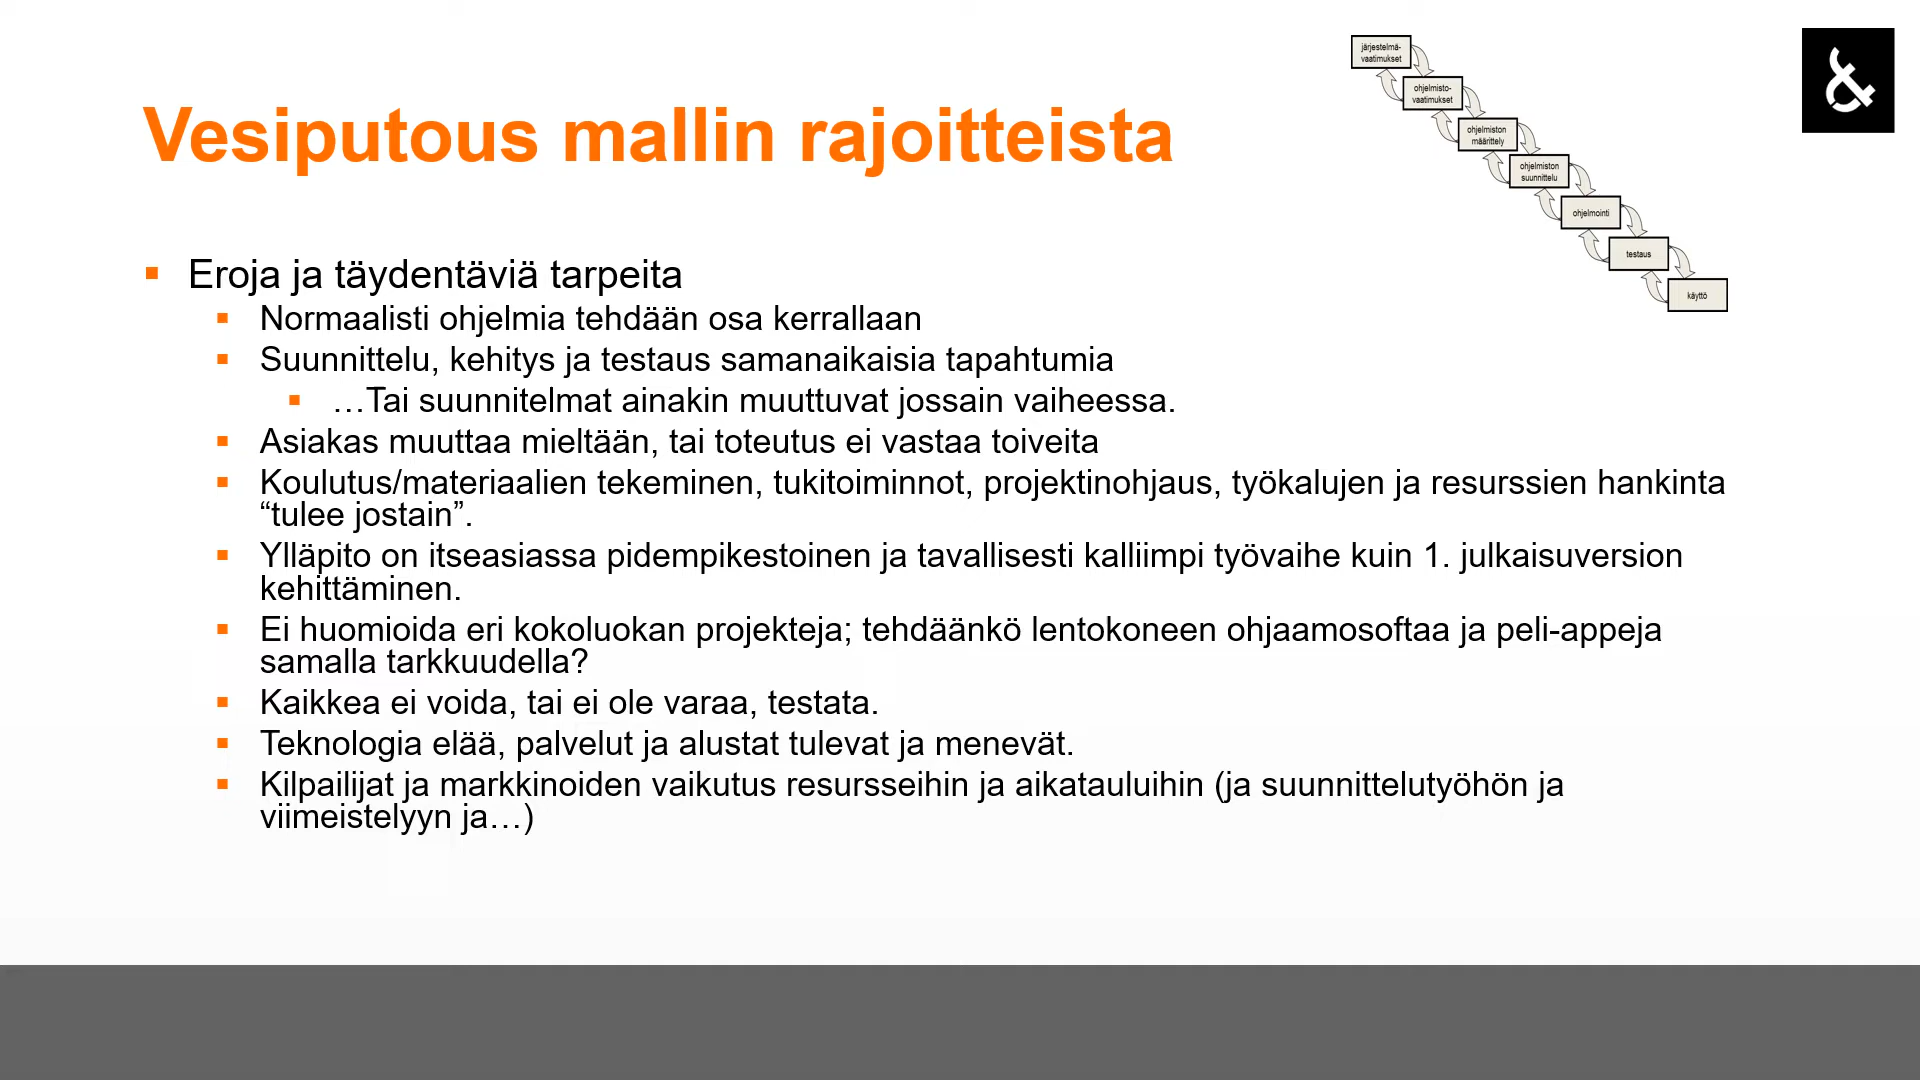 Vesiputous mallin rajoitteista
järjestelmä-
vaatimukset
ohjelmisto-
vaatimukset
ohjelmiston
määrittely
ohjelmiston
suunnittelu
ohjelmointi
testaus
käyttö
&
Eroja ja täydentäviä tarpeita
Normaalisti ohjelmia tehdään osa kerrallaan
Suunnittelu, kehitys ja testaus samanaikaisia tapahtumia
…Tai suunnitelmat ainakin muuttuvat jossain vaiheessa.
Asiakas muuttaa mieltään, tai toteutus ei vastaa toiveita
Koulutus/materiaalien tekeminen, tukitoiminnot, projektinohjaus, työkalujen ja resurssien hankinta
“tulee jostain”.
Ylläpito on itseasiassa pidempikestoinen ja tavallisesti kalliimpi työvaihe kuin 1. julkaisuversion
kehittäminen.
Ei huomioida eri kokoluokan projekteja; tehdäänkö lentokoneen ohjaamosoftaa ja peli-appeja
samalla tarkkuudella?
Kaikkea ei voida, tai ei ole varaa, testata.
Teknologia elää, palvelut ja alustat tulevat ja menevät.
Kilpailijat ja markkinoiden vaikutus resursseihin ja aikatauluihin (ja suunnittelutyöhön ja
viimeistelyyn ja…)